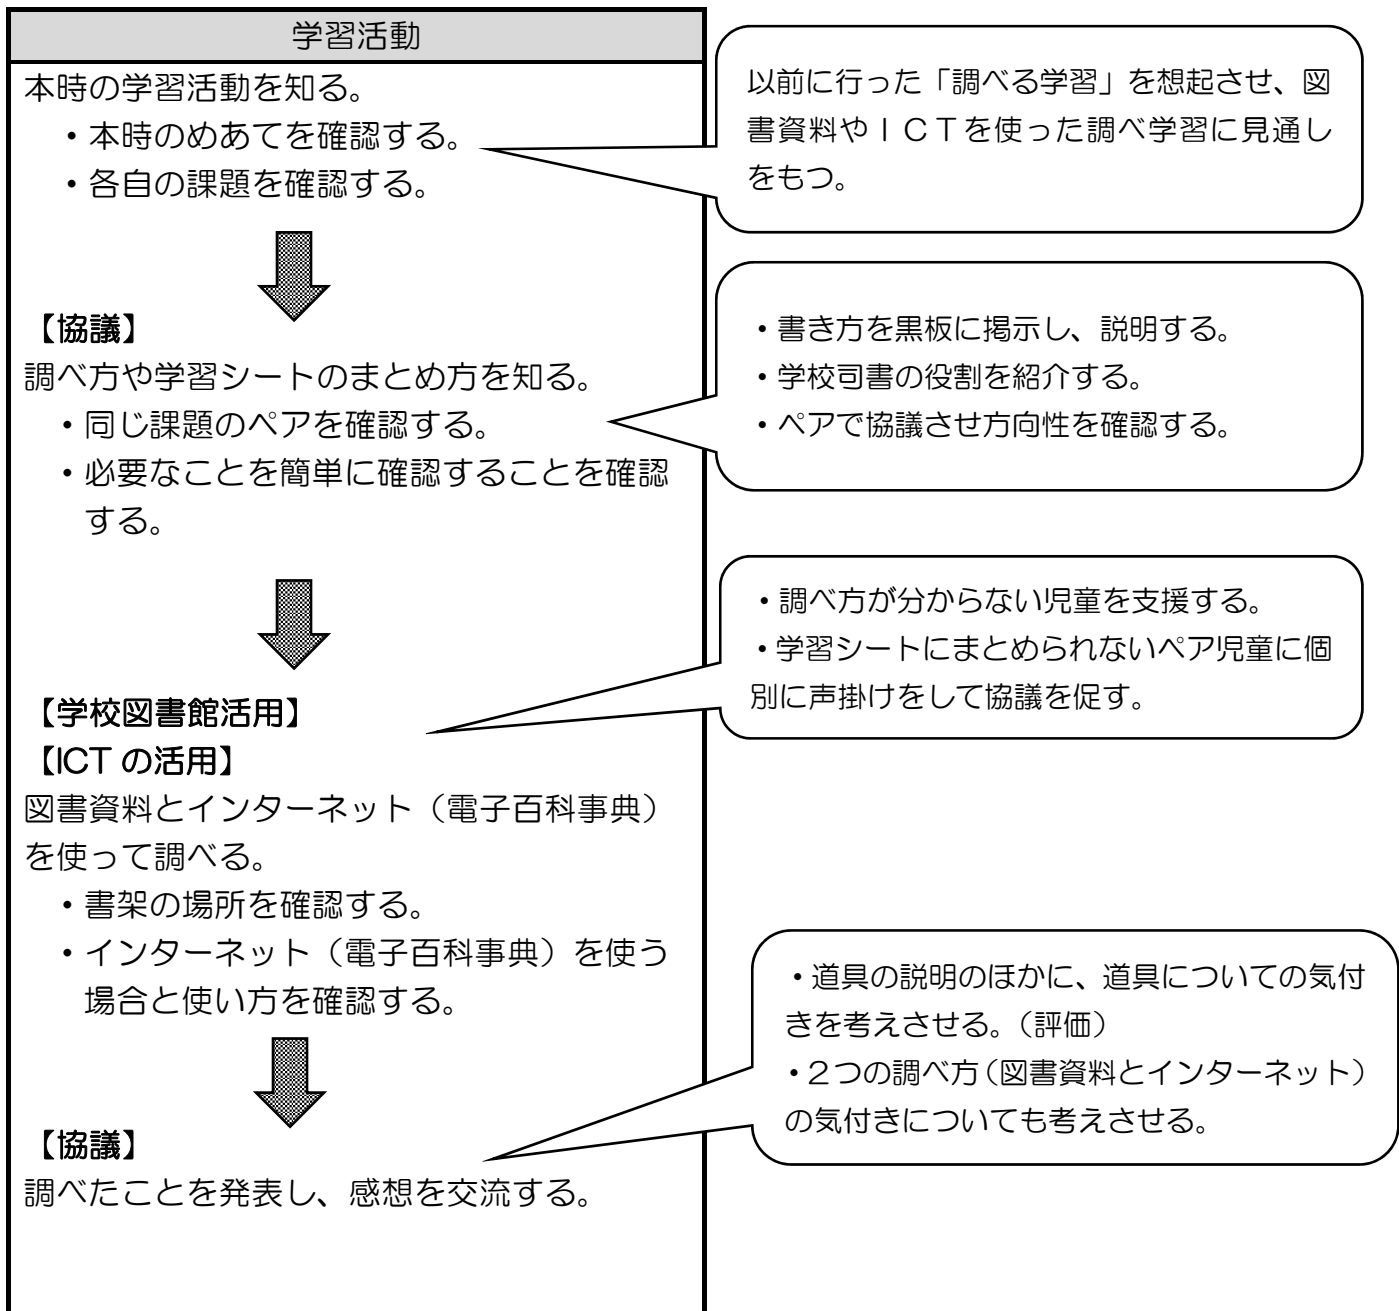 学習活動
本時の学習活動を知る。
・本時のめあてを確認する。
・各自の課題を確認する。
以前に行った「調べる学習」を想起させ、図
書資料やＩＣＴを使った調べ学習に見通し
をもつ。
【協議】
調べ方や学習シートのまとめ方を知る。
・同じ課題のペアを確認する。
・必要なことを簡単に確認することを確認
する。
・書き方を黒板に掲示し、説明する。
・学校司書の役割を紹介する。
・ペアで協議させ方向性を確認する。
【学校図書館活用】
【ICT の活用】
図書資料とインターネット（電子百科事典）
を使って調べる。
・書架の場所を確認する。
・インターネット（電子百科事典）を使う
場合と使い方を確認する。
・調べ方が分からない児童を支援する。
・学習シートにまとめられないペア児童に個
別に声掛けをして協議を促す。
【協議】
調べたことを発表し、感想を交流する。
・道具の説明のほかに、道具についての気付
きを考えさせる。（評価）
・２つの調べ方（図書資料とインターネット）
の気付きについても考えさせる。